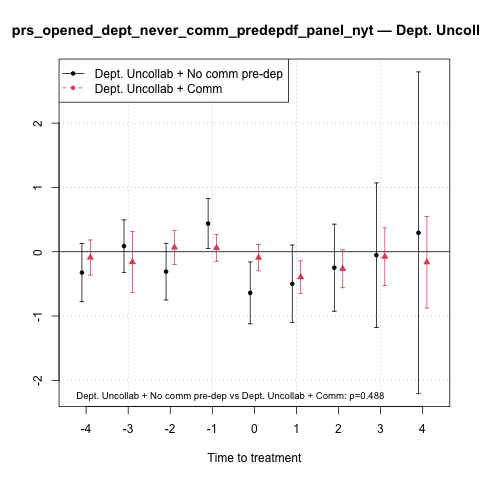 prs_opened_dept_never_comm_predepdf_panel_nyt — Dept. Uncoll
Dept. Uncollab + No comm pre-dep
Dept. Uncollab + Comm
2
1
0
-1
-2
Dept. Uncollab + No comm pre-dep vs Dept. Uncollab + Comm: p=0.488
-4 -3 -2 -1 0 1 2 3 4
Time to treatment